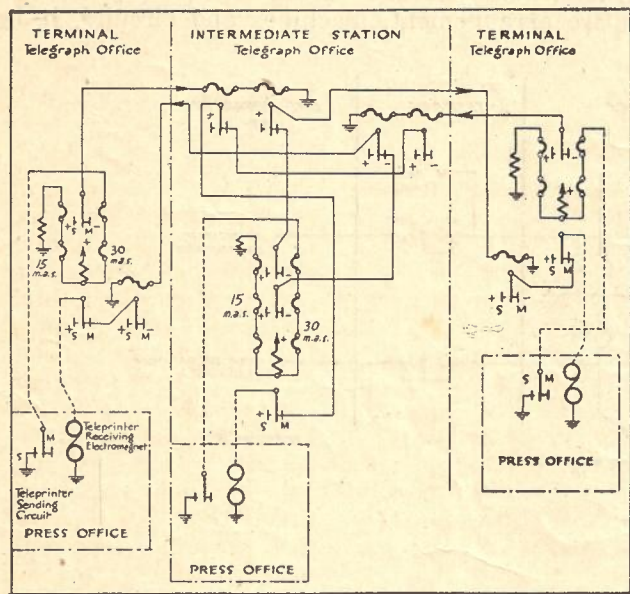 TERMINAL
Telegraph Office
INTERMEDIATE STATION
Telegraph Office
TERMINAL
Telegraph Office
+ S M -
15
m.a.s.
30
m.a.s.
+
+ S M
+ S M -
+
+
+
+ -
-
+ -
+ -
15
m.a.s.
30
m.a.s.
+
+ S M
-
+
+ S M
+ S M -
S M
Teleprinter
Receiving
Electromagnet
Teleprinter
Sending
Circuit
PRESS OFFICE
PRESS OFFICE
S M
PRESS OFFICE